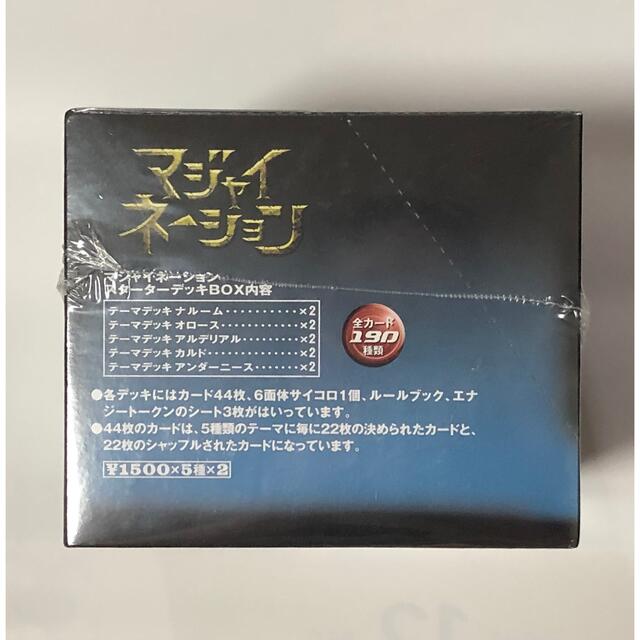 マジャイ
ネーション
マジャイネーション
スターターデッキBOX内容
テーマデッキ ナルーム・・・・・・・・・・・×2
テーマデッキ オロース・・・・・・・・・・・×2
テーマデッキ アルデリアル・・・・・・・・×2
テーマデッキ カルド・・・・・・・・・・・・×2
テーマデッキ アンダーニース・・・・・・×2
全カード
190
種類
●各デッキにはカード44枚、6面体サイコロ1個、ルールブック、エナ
ジートークンのシート3枚がはいっています。
●44枚のカードは、5種類のテーマに毎に22枚の決められたカードと、
22枚のシャッフルされたカードになっています。
¥1500×5種×2